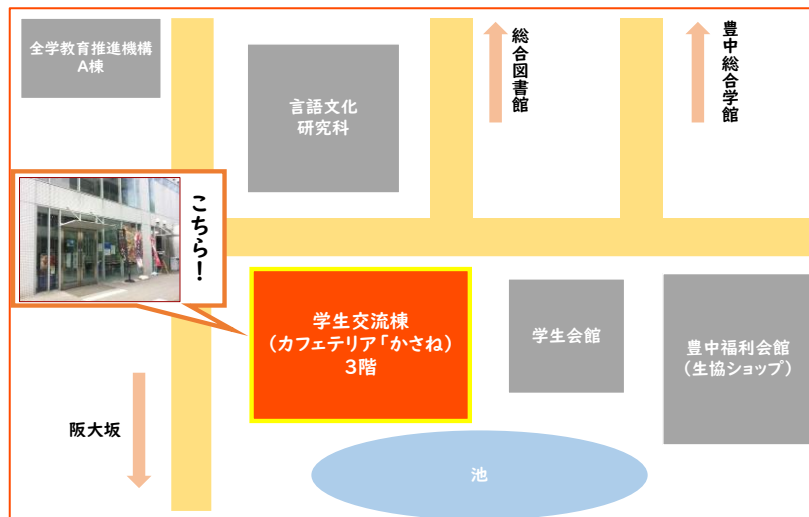 全学教育推進機構
A棟
言語文化
研究科
総合図書館
豊中総合学館
こちら！
学生交流棟
（カフェテリア「かさね）
3階
学生会館
豊中福利会館
（生協ショップ）
阪大坂
池